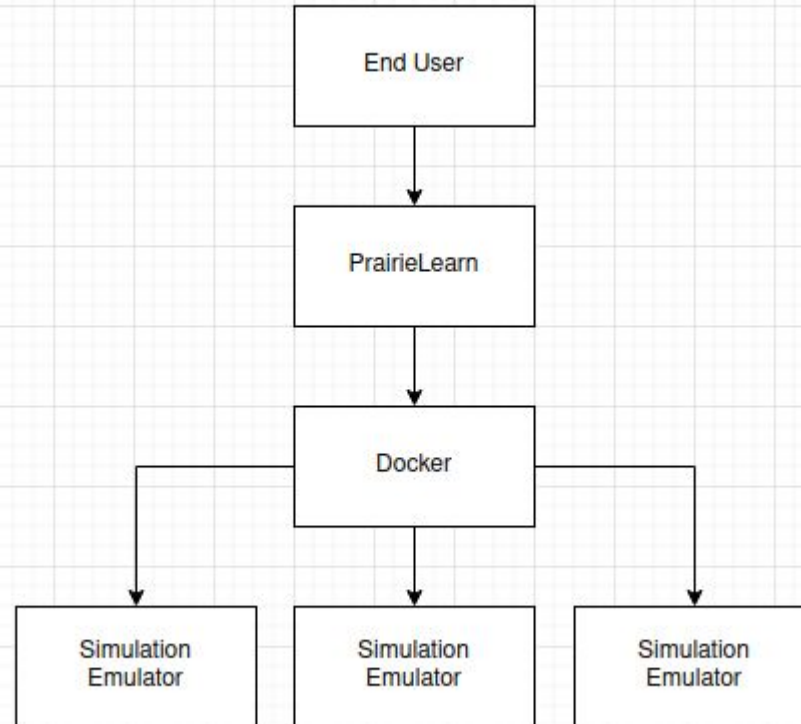 End User
PrairieLearn
Docker
Simulation
Emulator
Simulation
Emulator
Simulation
Emulator